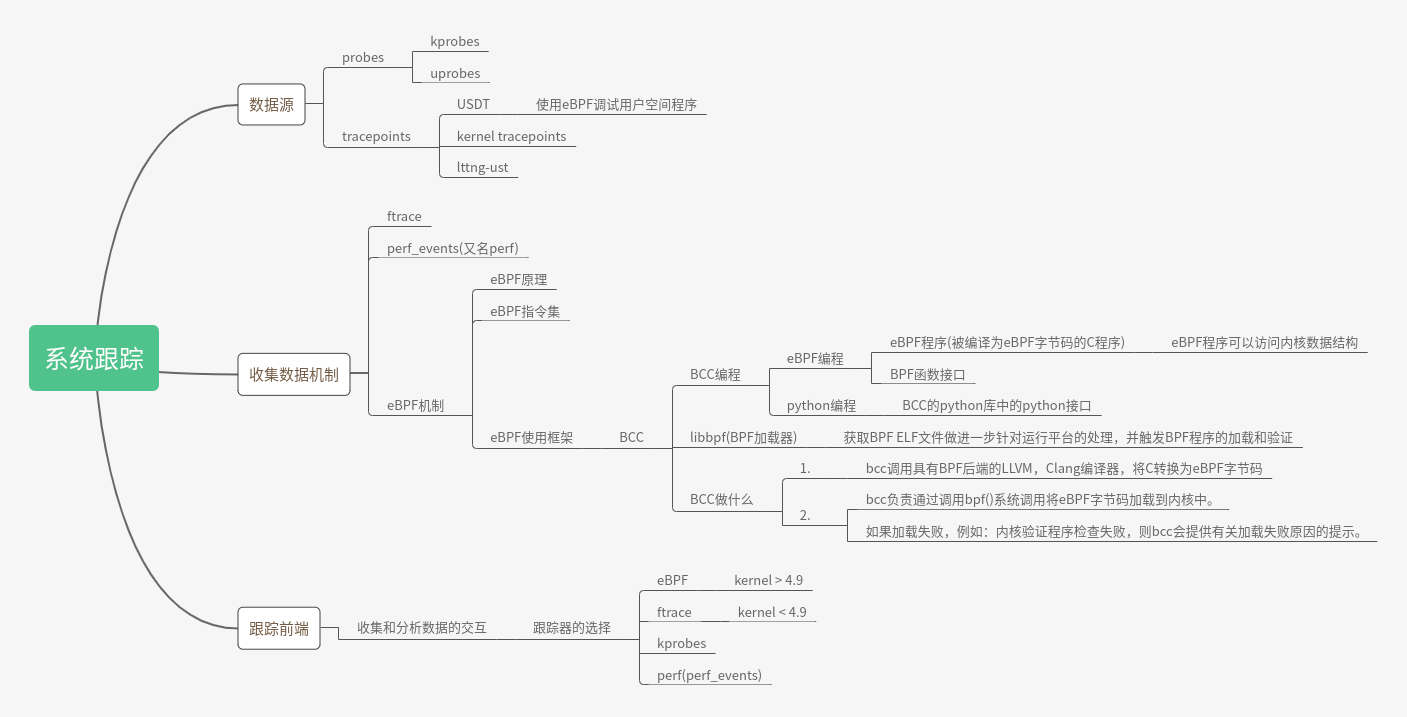 系统跟踪
数据源
probes
kprobes
uprobes
tracepoints
USDT
使用eBPF调试用户空间程序
kernel tracepoints
lttng-ust
收集数据机制
ftrace
perf_events(又名perf)
eBPF机制
eBPF原理
eBPF指令集
eBPF使用框架
BCC
BCC编程
eBPF编程
eBPF程序(被编译为eBPF字节码的C程序)
eBPF程序可以访问内核数据结构
BPF函数接口
python编程
BCC的python库中的python接口
libbpf(BPF加载器)
获取BPF ELF文件做进一步针对运行平台的处理，并触发BPF程序的加载和验证
BCC做什么
1.
bcc调用具有BPF后端的LLVM，Clang编译器，将C转换为eBPF字节码
2.
bcc负责通过调用bpf()系统调用将eBPF字节码加载到内核中。
如果加载失败，例如：内核验证程序检查失败，则bcc会提供有关加载失败原因的提示。
跟踪前端
收集和分析数据的交互
跟踪器的选择
eBPF
kernel > 4.9
ftrace
kernel < 4.9
kprobes
perf(perf_events)